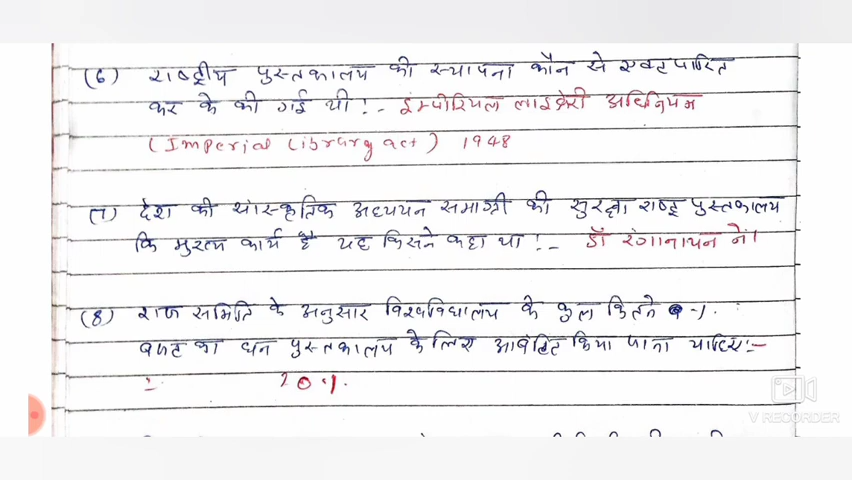 (6) राष्ट्रीय पुस्तकालय की स्थापना कौन से एक्ट पारित
कर के की गई थी !- इम्पीरियल लाइब्रेरी अधिनियम
(Imperial Library act) 1948
(7) देश की सांस्कृतिक अध्ययन समाग्री की सुरक्षा राष्ट्र पुस्तकालय
कि मुख्य कार्य है यह किसने कहा था !- डॉ रंगानाथन ने।
(8) राज समिति के अनुसार विश्वविधालय के कुल कितने %
बजट का धन पुस्तकालय के लिए आवंटित किया जाना चाहिए:-
:- 20%.
V RECORDER